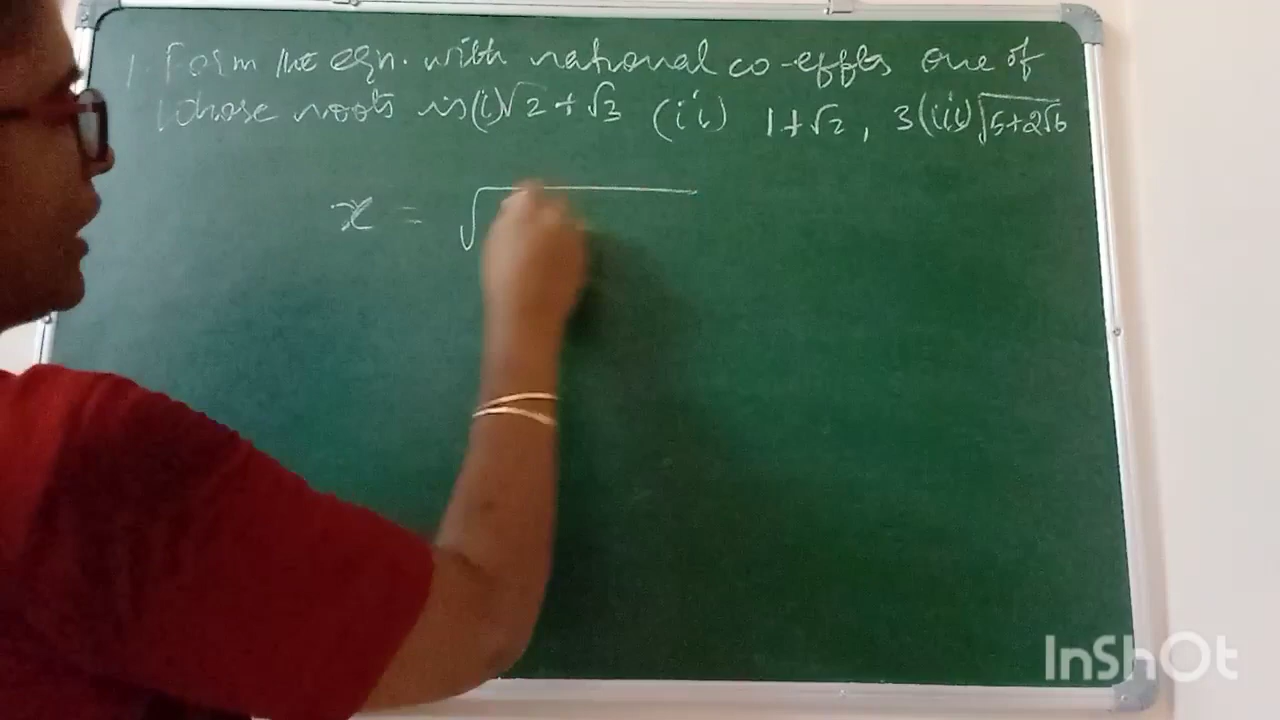 1 Form the eqn. with rational co-effts one of
whose roots is (i) √2 + √3 (ii) 1+√2, 3 (iii) √5+2√6
x = √
InShOt